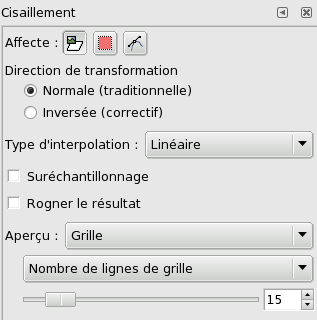 Cisaillement
Affecte :
Direction de transformation
Normale (traditionnelle)
Inversée (correctif)
Type d'interpolation : Linéaire
Suréchantillonnage
Rogner le résultat
Aperçu : Grille
Nombre de lignes de grille
15